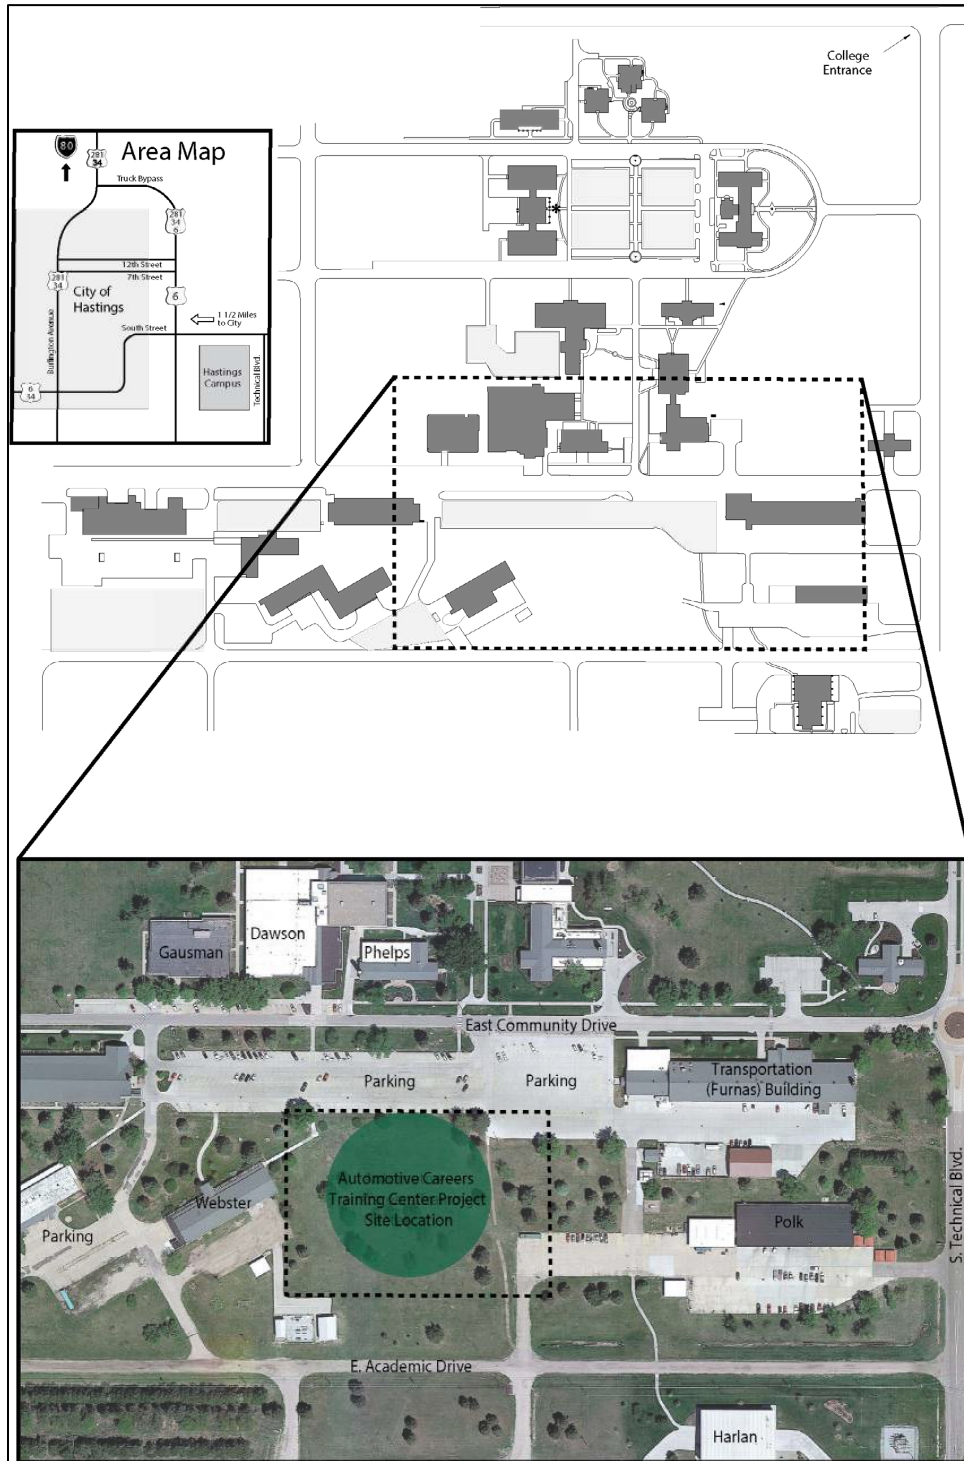 College
Entrance
Area Map
80
281
34
Truck Bypass
281
34
6
12th Street
7th Street
281
34
City of
Hastings
6
1 1/2 Miles
to City
Burlington Avenue
South Street
Hastings
Campus
Technical Blvd.
6
34
Gausman
Dawson
Phelps
East Community Drive
Parking
Parking
Transportation
(Furnas) Building
Automotive Careers
Training Center Project
Site Location
Webster
Parking
Polk
S. Technical Blvd.
E. Academic Drive
Harlan